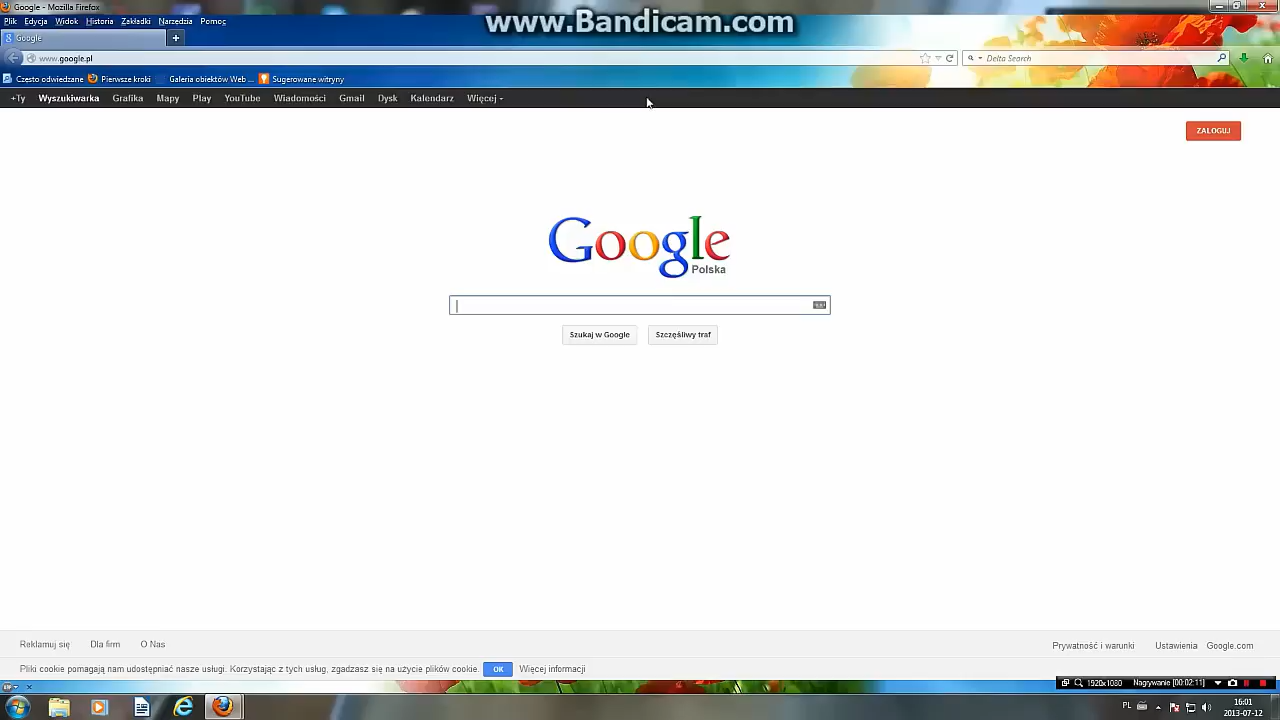 Google - Mozilla Firefox
www.Bandicam.com
Plik Edycja Widok Historia Zakładki Narzędzia Pomoc
Google
www.google.pl
Delta Search
Często odwiedzane Pierwsze kroki Galeria obiektów Web ... Sugerowane witryny
+Ty Wyszukiwarka Grafika Mapy Play YouTube Wiadomości Gmail Dysk Kalendarz Więcej
ZALOGUJ
Google
Polska
Szukaj w Google Szczęśliwy traf
Reklamuj się Dla firm O Nas Prywatność i warunki Ustawienia Google.com
Pliki cookie pomagają nam udostępniać nasze usługi. Korzystając z tych usług, zgadzasz się na użycie plików cookie. OK Więcej informacji
1920x1080 Nagrywanie [00:02:11]
PL 16:01
2013-07-12